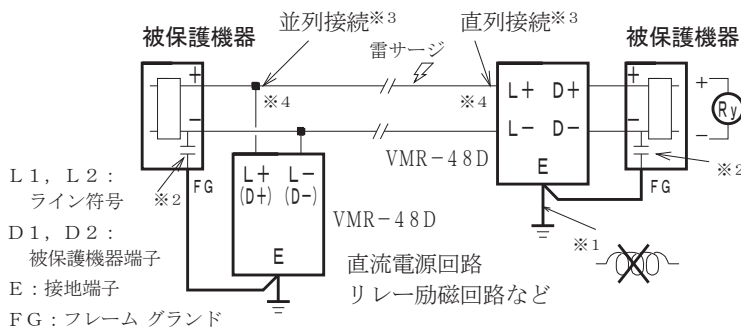 並列接続※3
直列接続※3
被保護機器
雷サージ
被保護機器
+
−
※4
※4
L+ D+
L− D−
E
VMR−48D
+
−
+
Ry
−
※2
FG
L+ L−
(D+) (D−)
E
VMR−48D
※2
FG
※1
L1, L2:
ライン符号
D1, D2:
被保護機器端子
E:接地端子
FG:フレーム グランド
直流電源回路
リレー励磁回路など